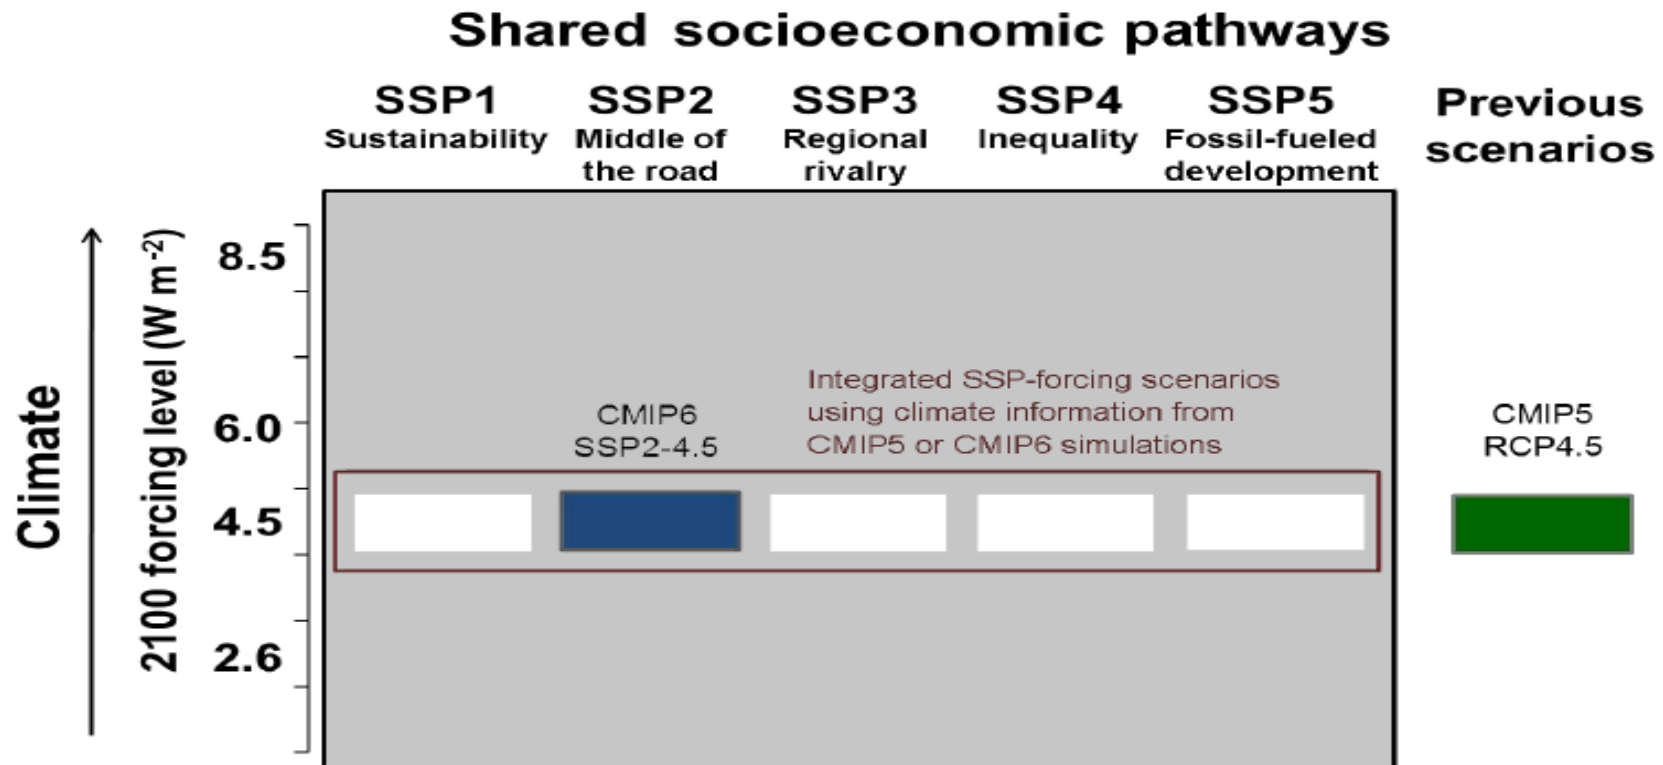 Shared socioeconomic pathways
SSP1 SSP2 SSP3 SSP4 SSP5
Sustainability Middle of the road Regional rivalry Inequality Fossil-fueled development
Previous
scenarios
8.5
6.0
4.5
2.6
2100 forcing level (W m-2)
Climate
CMIP6
SSP2-4.5
Integrated SSP-forcing scenarios
using climate information from
CMIP5 or CMIP6 simulations
CMIP5
RCP4.5